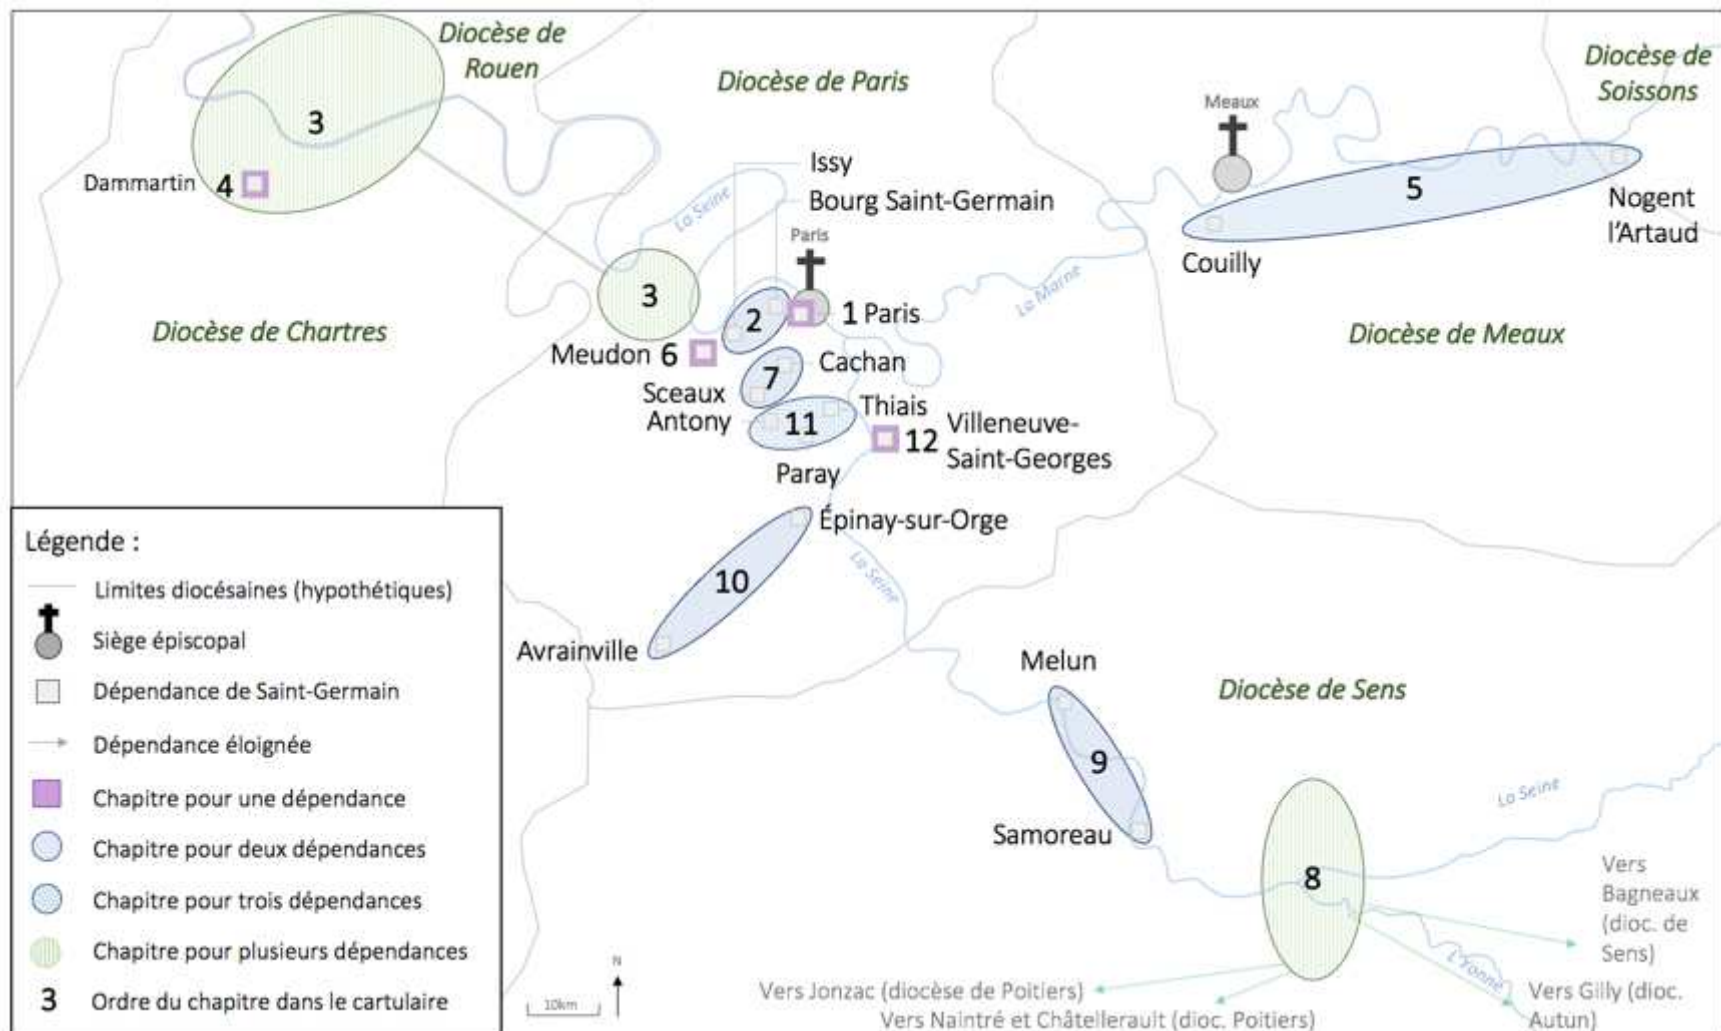 Diocèse de
Rouen
Diocèse de Paris
Diocèse de
Soissons
Meaux
3
Dammartin 4
Issy
Bourg Saint-Germain
La Seine
Paris
5
Nogent
l'Artaud
Couilly
La Marne
3
2
1 Paris
Diocèse de Chartres
Diocèse de Meaux
Meudon 6
Cachan
7
Sceaux
Antony
Thiais
11
12
Villeneuve-
Saint-Georges
Paray
Épinay-sur-Orge
La Seine
10
Avrainville
Melun
Diocèse de Sens
9
Samoreau
La Seine
8
Vers
Bagneaux
(dioc. de
Sens)
L'Yonne
Vers Jonzac (diocèse de Poitiers)
Vers Gilly (dioc.
Autun)
Vers Naintré et Châtellerault (dioc. Poitiers)
Légende :
Limites diocésaines (hypothétiques)
Siège épiscopal
Dépendance de Saint-Germain
Dépendance éloignée
Chapitre pour une dépendance
Chapitre pour deux dépendances
Chapitre pour trois dépendances
Chapitre pour plusieurs dépendances
3 Ordre du chapitre dans le cartulaire
10km
N